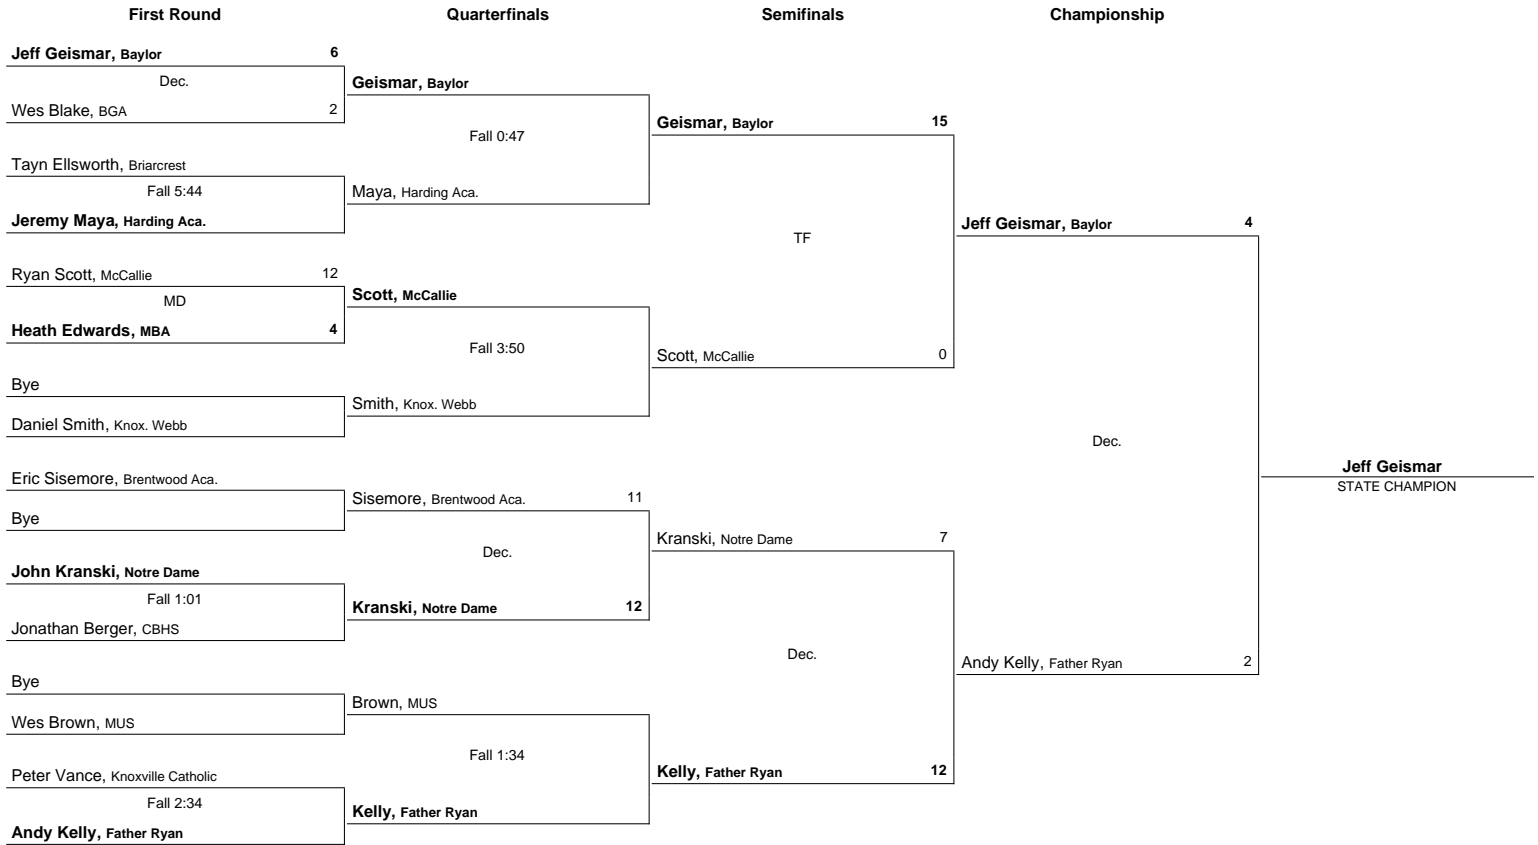 First Round Quarterfinals Semifinals Championship
Jeff Geismar, Baylor 6
Dec.
Wes Blake, BGA 2
Tayn Ellsworth, Briarcrest
Fall 5:44
Jeremy Maya, Harding Aca.
Ryan Scott, McCallie 12
MD
Heath Edwards, MBA 4
Bye
Daniel Smith, Knox. Webb
Eric Sisemore, Brentwood Aca.
Bye
John Kranski, Notre Dame
Fall 1:01
Jonathan Berger, CBHS
Bye
Wes Brown, MUS
Peter Vance, Knoxville Catholic
Fall 2:34
Andy Kelly, Father Ryan
Geismar, Baylor
Fall 0:47
Maya, Harding Aca.
Scott, McCallie
Fall 3:50
Smith, Knox. Webb
Sisemore, Brentwood Aca. 11
Dec.
Kranski, Notre Dame 12
Brown, MUS
Fall 1:34
Kelly, Father Ryan
Geismar, Baylor 15
TF
Scott, McCallie 0
Kranski, Notre Dame 7
Dec.
Kelly, Father Ryan 12
Jeff Geismar, Baylor 4
Dec.
Andy Kelly, Father Ryan 2
Jeff Geismar
STATE CHAMPION